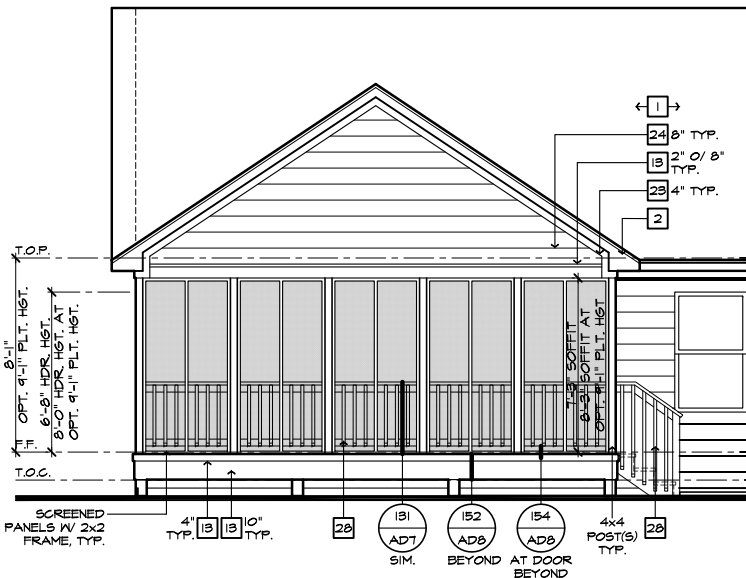 1
24 8" TYP.
13 2" O/ 8"
TYP.
23 4" TYP.
2
T.O.P.
8'-1"
OPT. 9'-1" PLT. HGT.
6'-8" HDR. HGT.
8'-0" HDR. HGT. AT
OPT. 9'-1" PLT. HGT.
7'-3" SOFFIT
8'-3" SOFFIT AT
OPT. 9'-1" PLT. HGT
F.F.
T.O.C.
SCREENED
PANELS W/ 2x2
FRAME, TYP.
4"
TYP.
13
13
10"
TYP.
28
131
AD7
SIM.
152
AD8
BEYOND
154
AD8
AT DOOR
BEYOND
4x4
POST(S)
TYP.
28